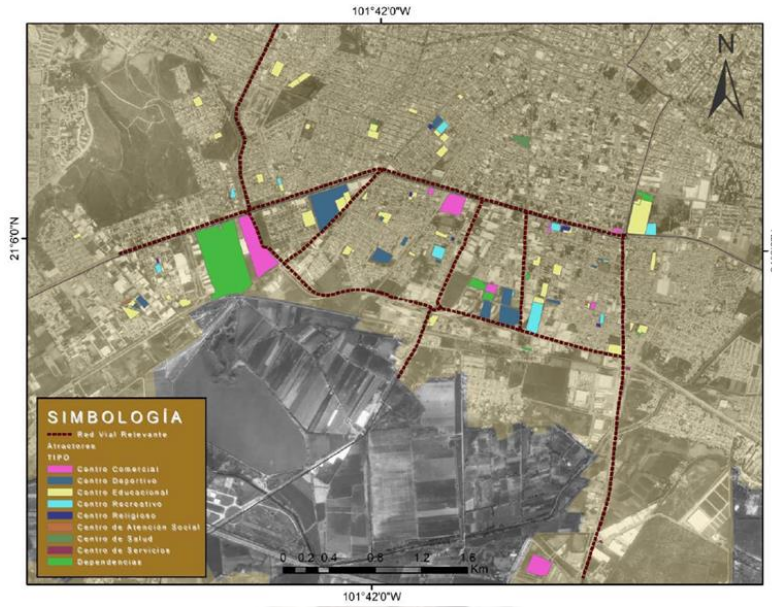 101°42'0"W
N
21°6'0"N
SIMBOLOGÍA
Red Vial Relevante
Atractores
TIPO
Centro Comercial
Centro Deportivo
Centro Educacional
Centro Recreativo
Centro Religioso
Centro de Atención Social
Centro de Salud
Centro de Servicios
Dependencias
0 0.2 0.4 0.8 1.2 1.6
Km
101°42'0"W